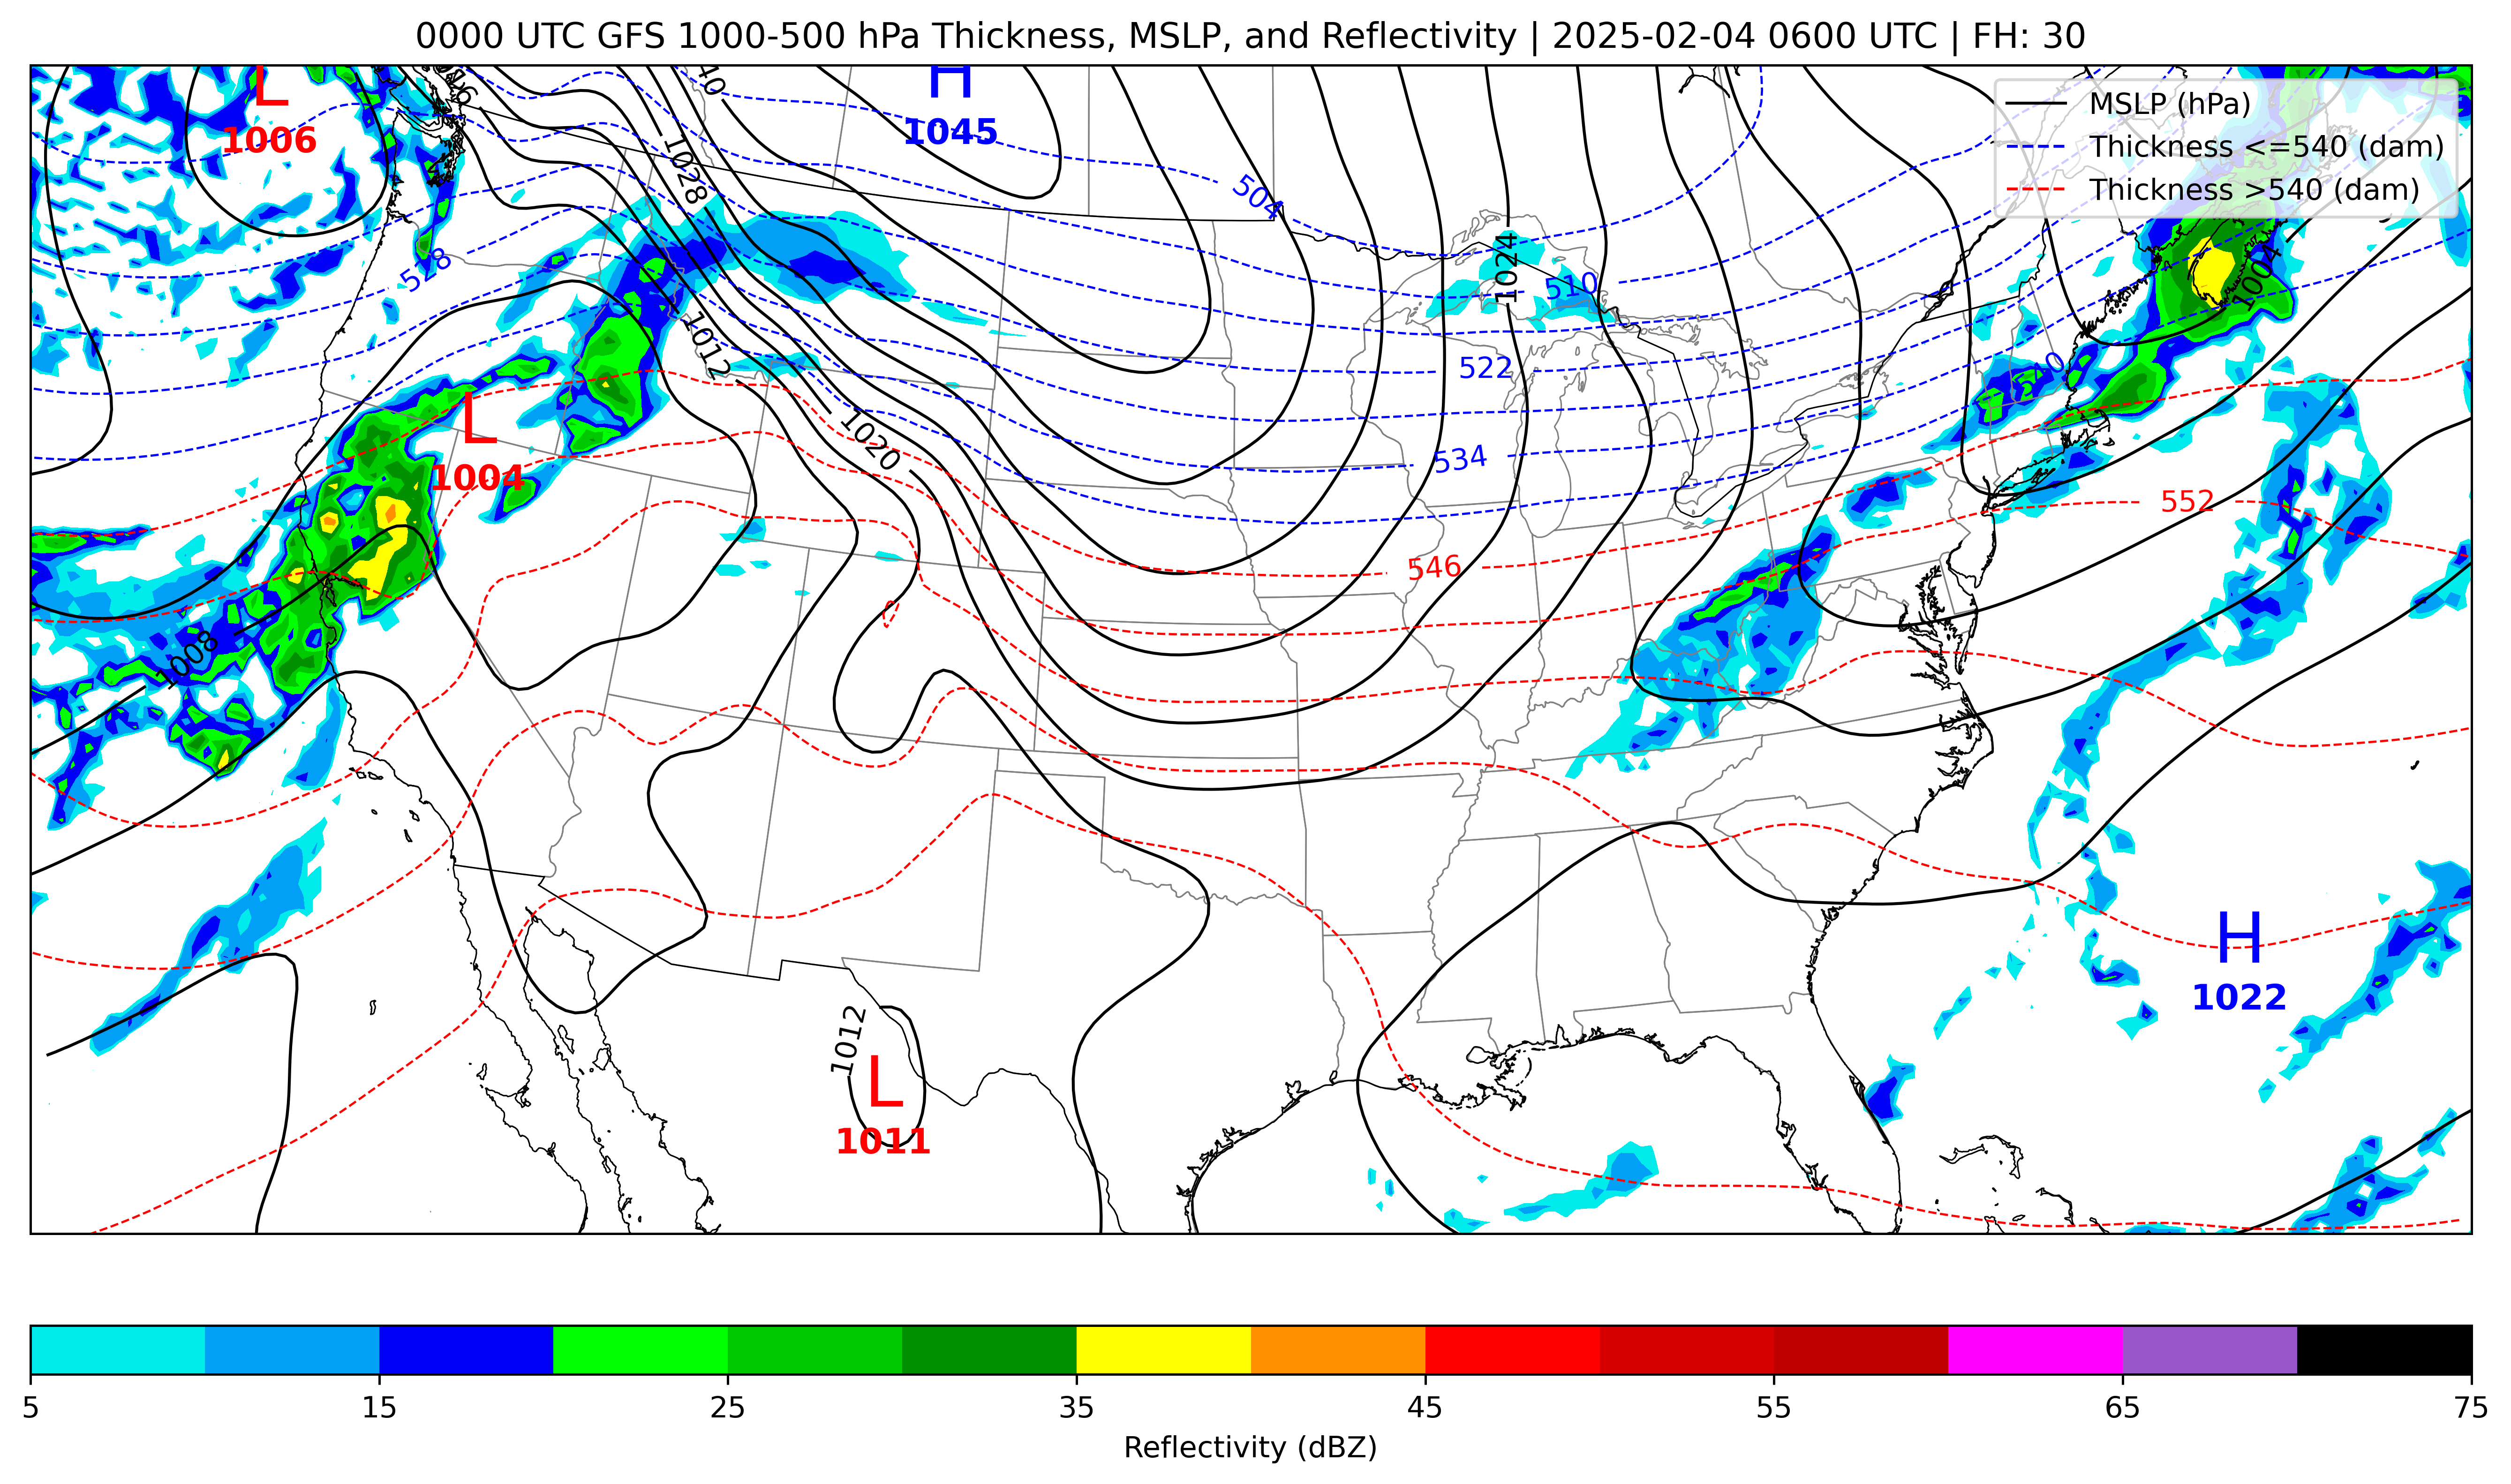 0000 UTC GFS 1000-500 hPa Thickness, MSLP, and Reflectivity | 2025-02-04 0600 UTC | FH: 30
MSLP (hPa)
Thickness <=540 (dam)
Thickness >540 (dam)
L
1006
H
1045
1028
504
528
1024
510
1004
1012
522
540
L
1004
1020
534
552
546
1008
H
1022
1012
L
1011
5 15 25 35 45 55 65 75
Reflectivity (dBZ)